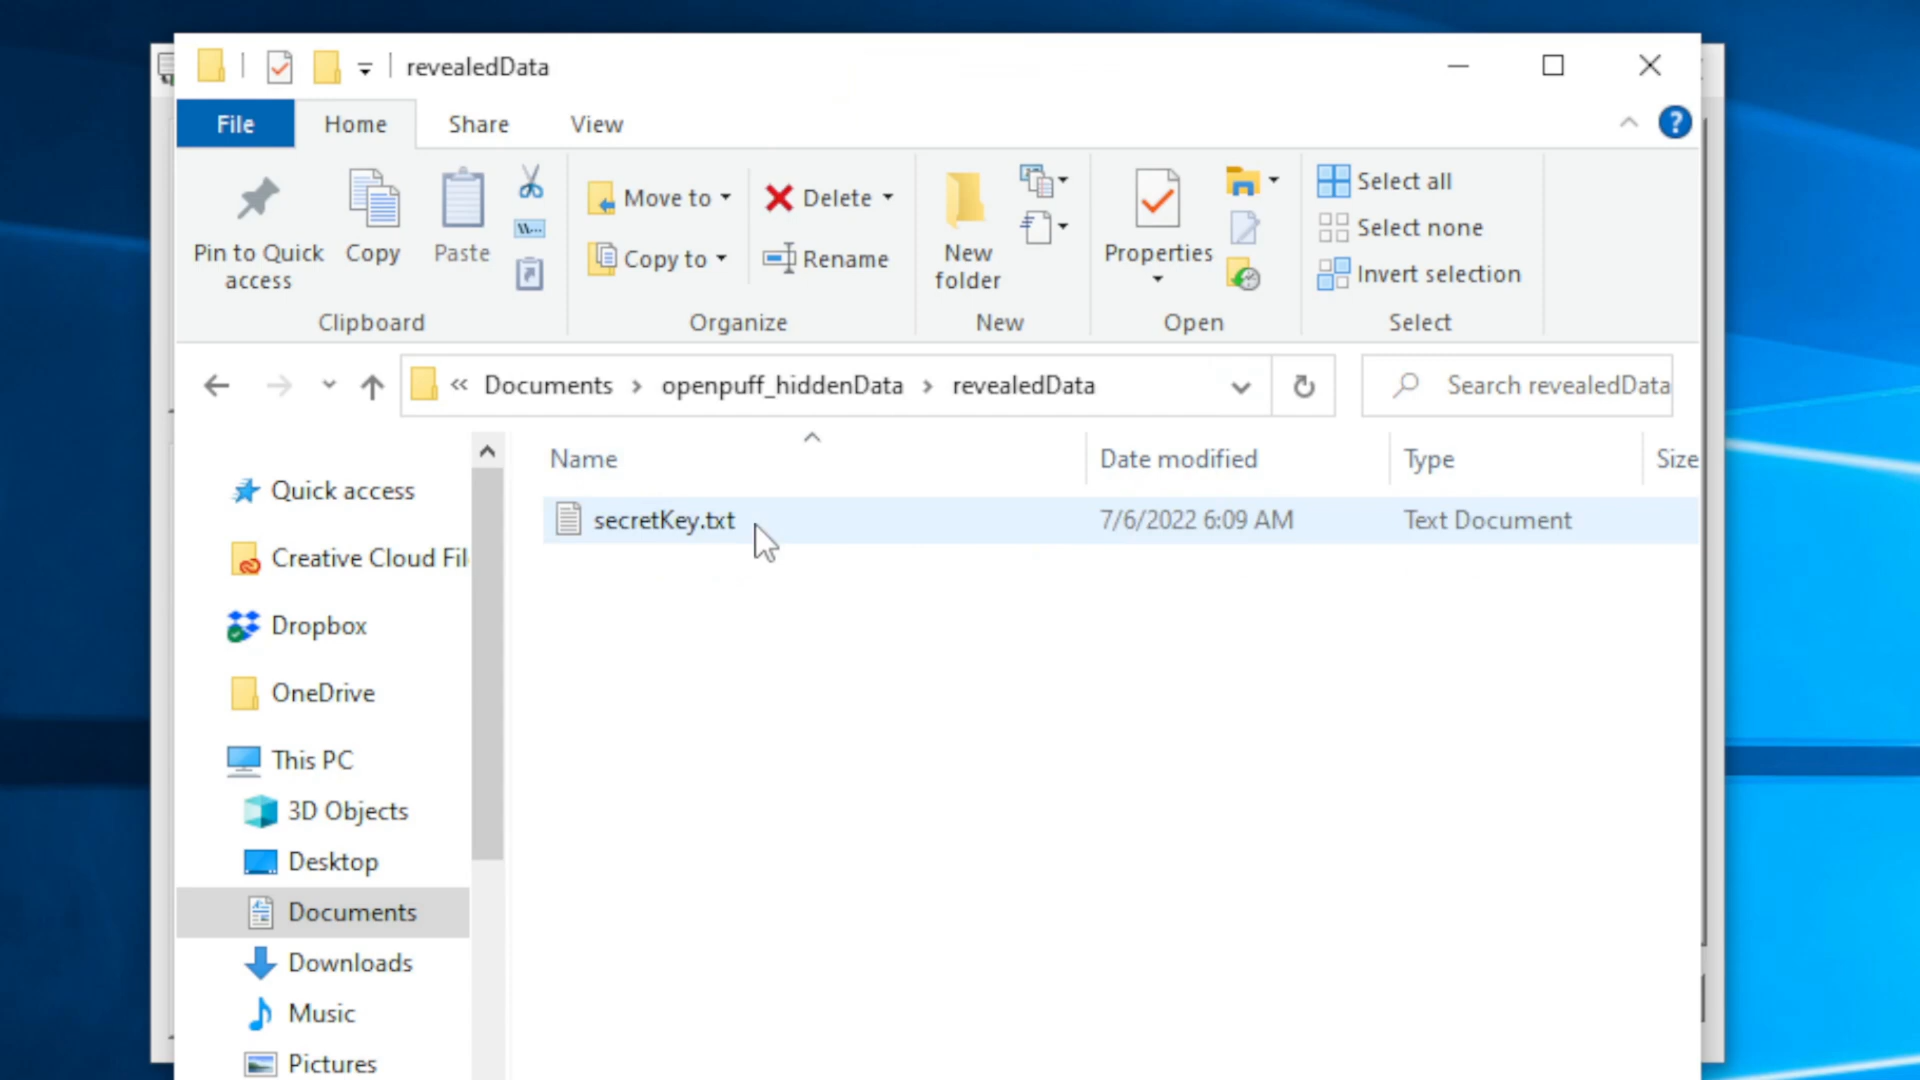 revealedData
File Home Share View
Pin to Quick access
Copy
Paste
Move to
Copy to
Delete
Rename
New folder
Properties
Select all
Select none
Invert selection
Clipboard Organize New Open Select
« Documents › openpuff_hiddenData › revealedData
Search revealedData
Name Date modified Type Size
secretKey.txt 7/6/2022 6:09 AM Text Document
Quick access
Creative Cloud Fil
Dropbox
OneDrive
This PC
3D Objects
Desktop
Documents
Downloads
Music
Pictures